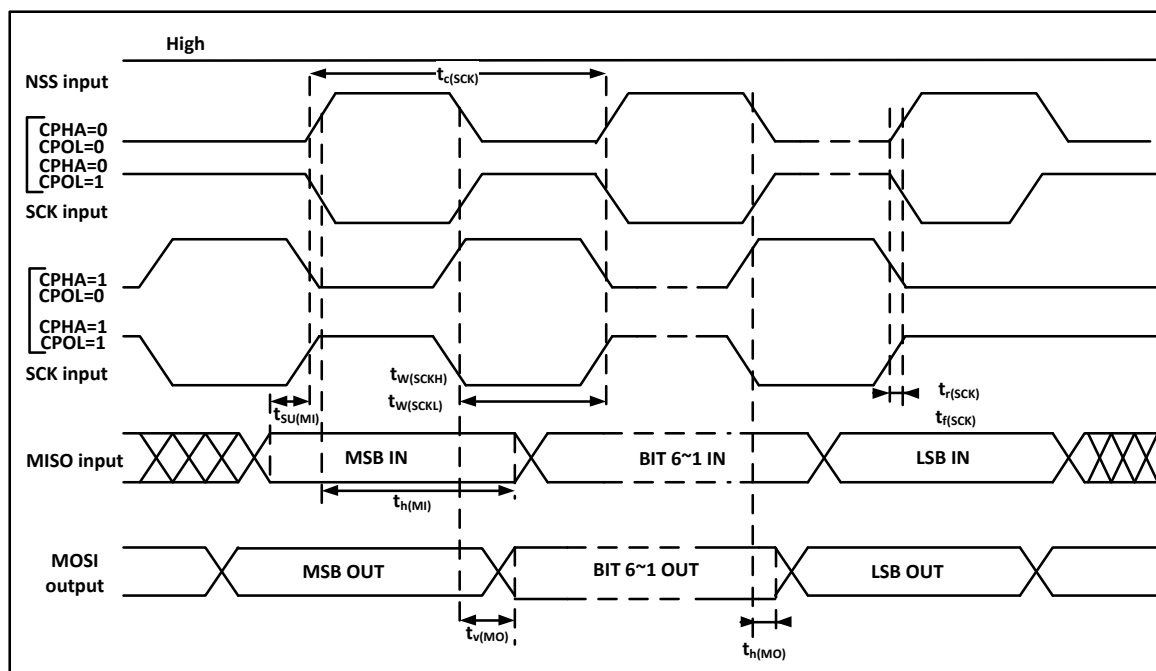 High
NSS input
tc(SCK)
CPHA=0
CPOL=0
CPHA=0
CPOL=1
SCK input
CPHA=1
CPOL=0
CPHA=1
CPOL=1
SCK input
tW(SCKH)
tW(SCKL)
tr(SCK)
tf(SCK)
tSU(MI)
MISO input
MSB IN
BIT 6~1 IN
LSB IN
th(MI)
MOSI
output
MSB OUT
BIT 6~1 OUT
LSB OUT
tv(MO)
th(MO)